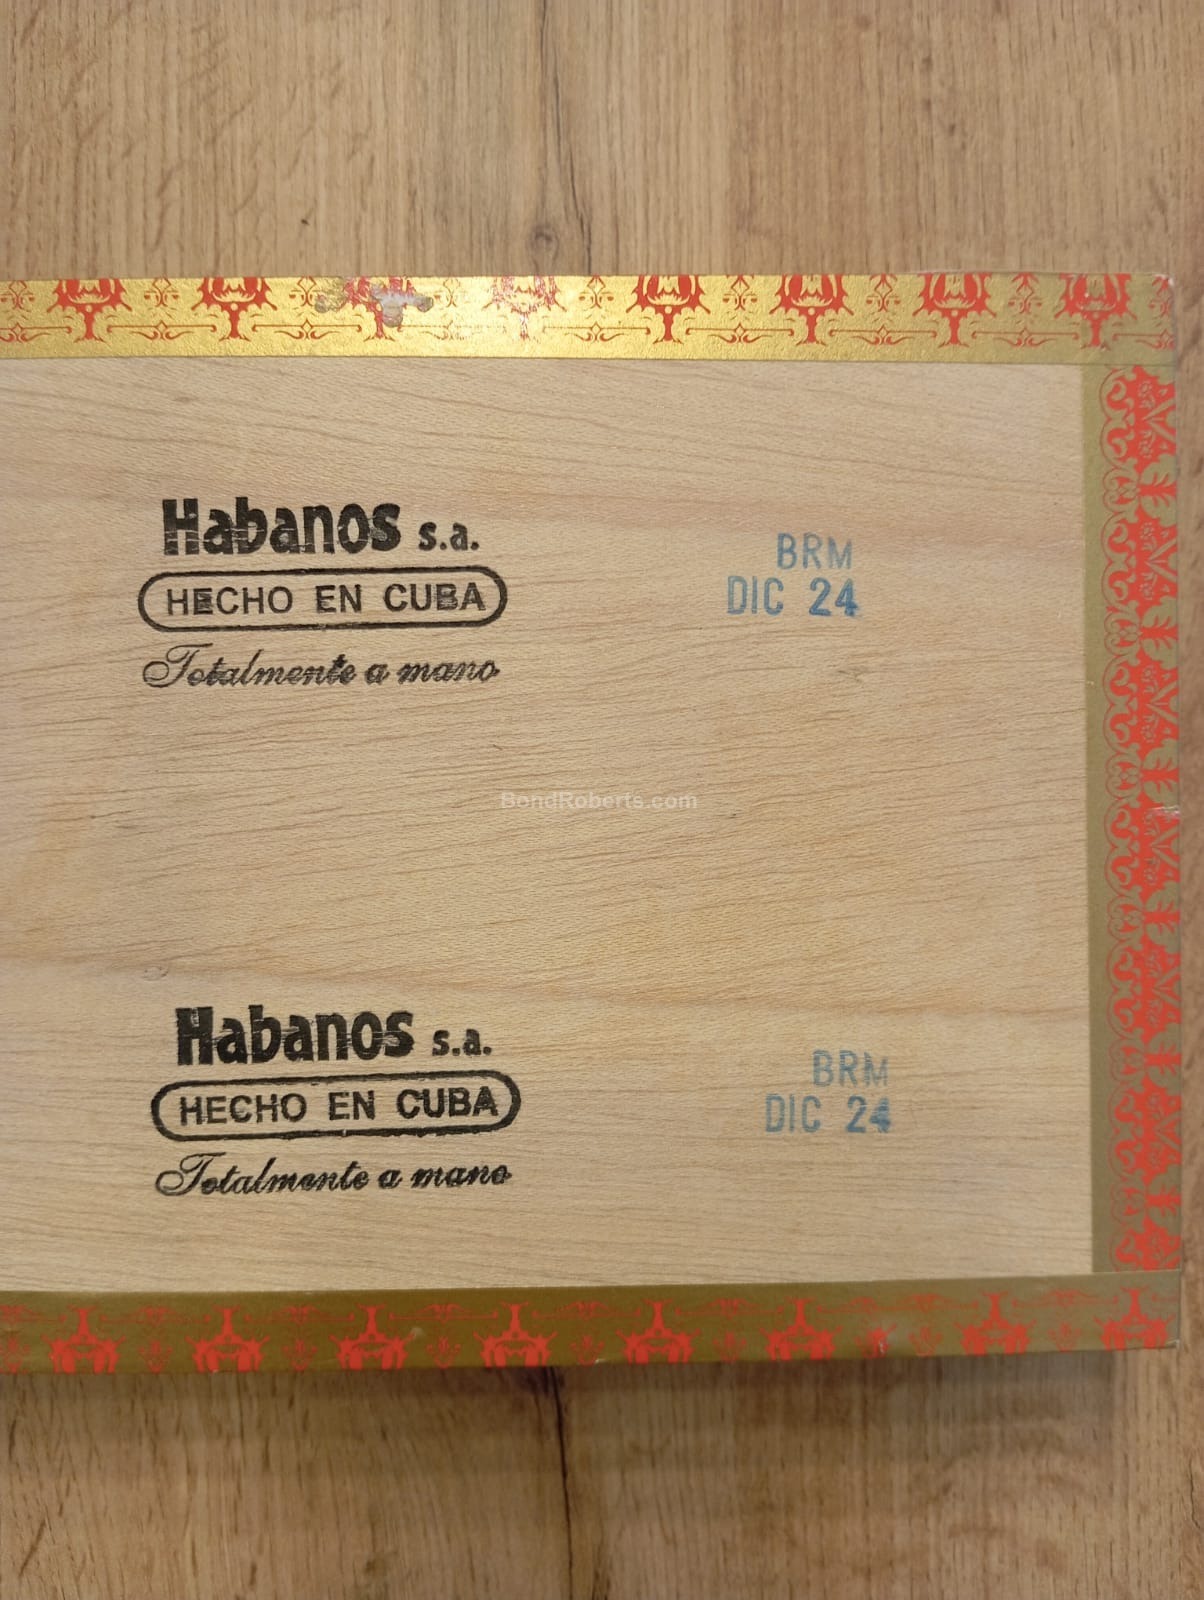 Habanos s.a.
HECHO EN CUBA
Totalmente a mano
BRM
DIC 24
BondRoberts.com
Habanos s.a.
HECHO EN CUBA
Totalmente a mano
BRM
DIC 24